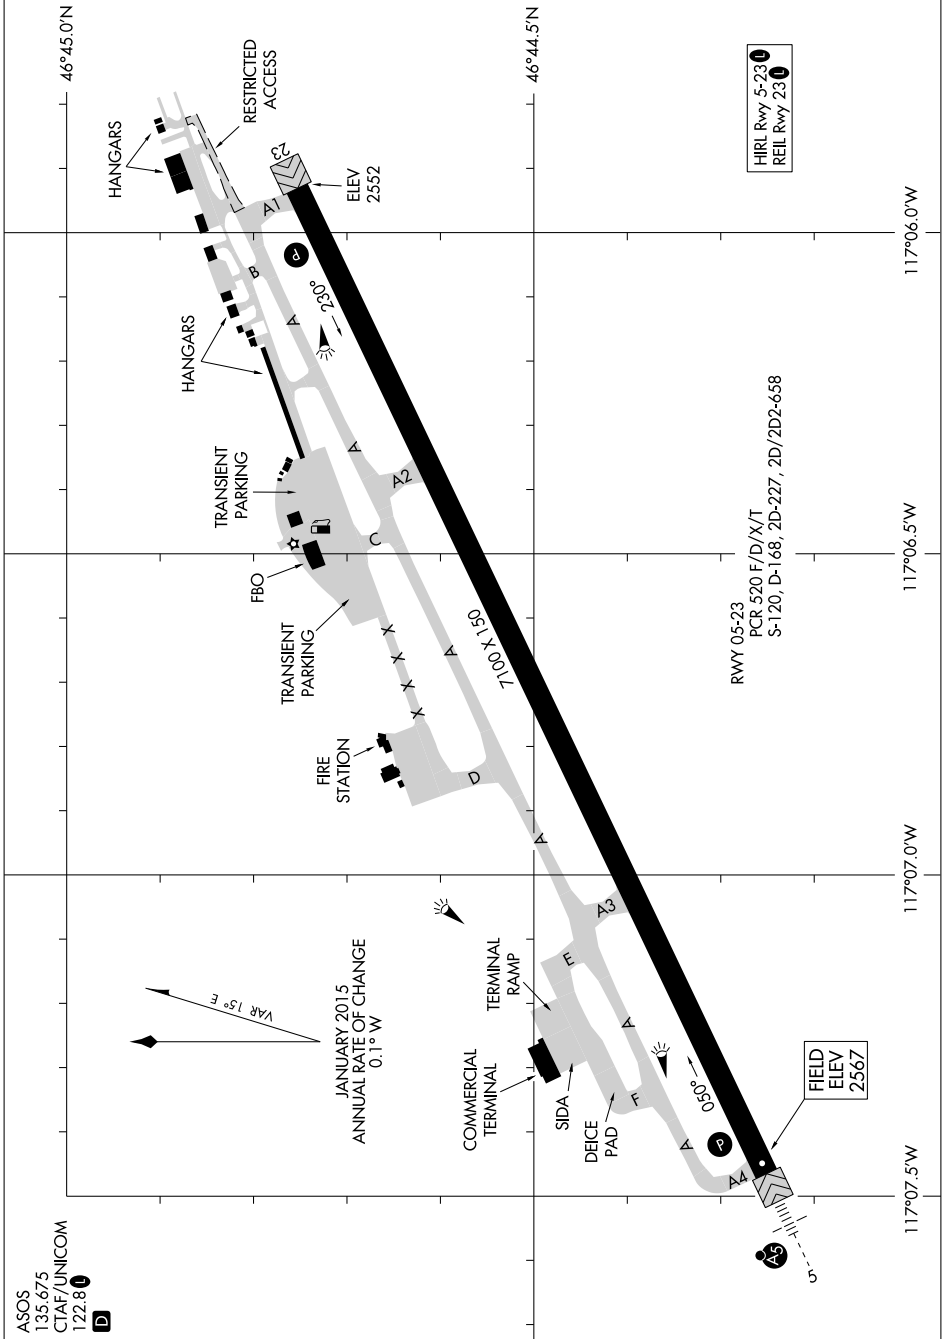 46°45.0'N
46°44.5'N
HANGARS
RESTRICTED
ACCESS
23
ELEV
2552
A1
HIRL Rwy 5-23 L
REIL Rwy 23 L
117°06.0'W
B
P
230°
A
HANGARS
TRANSIENT
PARKING
A
A2
C
FBO
117°06.5'W
RWY 05-23
PCR 520 F/D/X/T
S-120, D-168, 2D-227, 2D/2D2-658
TRANSIENT
PARKING
X
X
X
X
A
7100 X 150
FIRE
STATION
D
A
117°07.0'W
A3
E
VAR 15° E
JANUARY 2015
ANNUAL RATE OF CHANGE
0.1° W
TERMINAL
RAMP
COMMERCIAL
TERMINAL
A
SIDA
DEICE
PAD
F
050°
FIELD
ELEV
2567
A
P
A4
117°07.5'W
A5
5
ASOS
135.675
CTAF/UNICOM
122.8 L
D